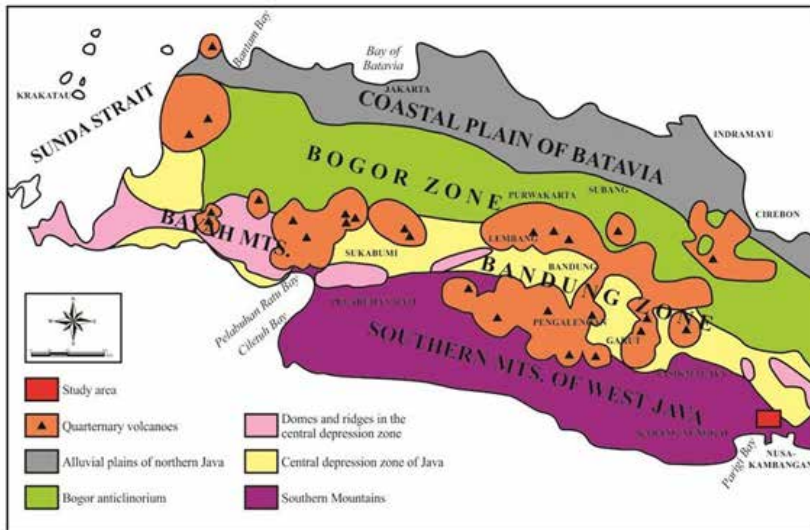 Bantam Bay
Bay of
Batavia
KRAKATAU
JAKARTA
SUNDA STRAIT
COASTAL PLAIN OF BATAVIA
INDRAMAYU
BOGOR ZONE
SUBANG
PURWAKARTA
CIREBON
BAYAH MTS.
LEMBANG
SUKABUMI
BANDUNG
BANDUNG ZONE
Pelabuhan Ratu Bay
Ciletuh Bay
PENGALENGAN
GARUT
SOUTHERN MTS. OF WEST JAVA
Parigi Bay
NUSA-
KAMBANGAN
Study area
Quarternary volcanoes
Alluvial plains of northern Java
Bogor anticlinorium
Domes and ridges in the
central depression zone
Central depression zone of Java
Southern Mountains